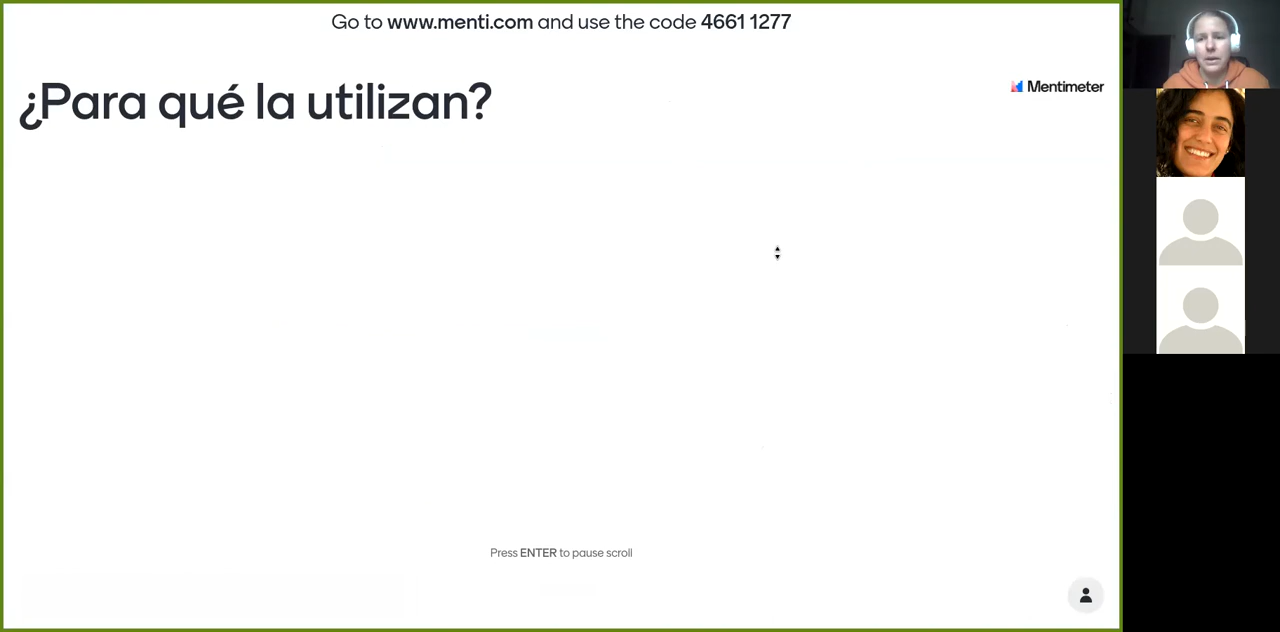 Go to www.menti.com and use the code 4661 1277
¿Para qué la utilizan?
Mentimeter
Press ENTER to pause scroll